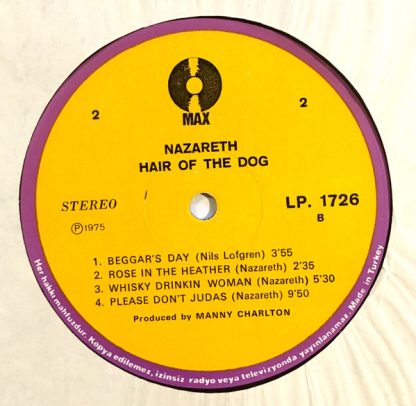 MAX
2
2
NAZARETH
HAIR OF THE DOG
STEREO
LP. 1726
B
Ⓟ1975
1. BEGGAR'S DAY (Nils Lofgren) 3'55
2. ROSE IN THE HEATHER (Nazareth) 2'35
3. WHISKY DRINKIN WOMAN (Nazareth) 5'30
4. PLEASE DON'T JUDAS (Nazareth) 9'50
Produced by MANNY CHARLTON
Her hakkı mahfuzdur. Kopya edilemez, izinsiz radyo veya televizyonda yayınlanamaz. Made in Turkey